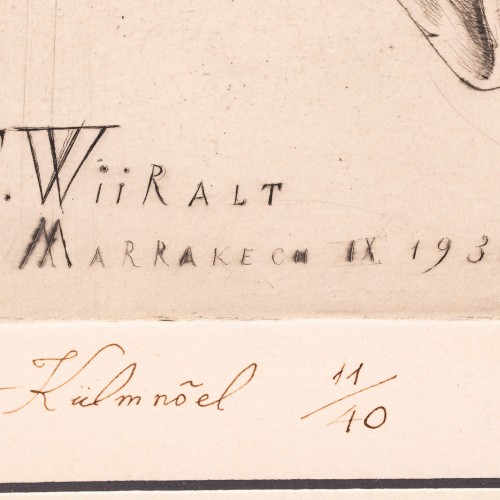 . WiiRALT
MARRAKECH IX 193
Külmnõel 11/40